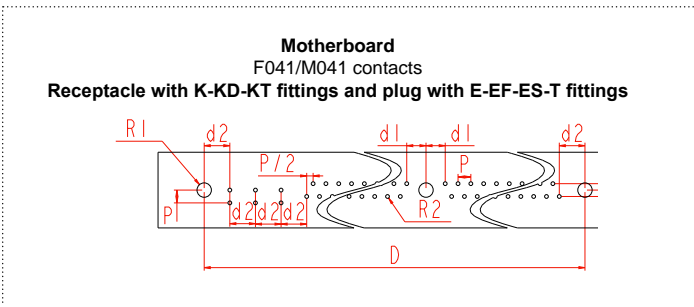 Motherboard
F041/M041 contacts
Receptacle with K-KD-KT fittings and plug with E-EF-ES-T fittings
R1 d2 d1 d1 d2
P/2 P
P d2 d2 d2 R2
D